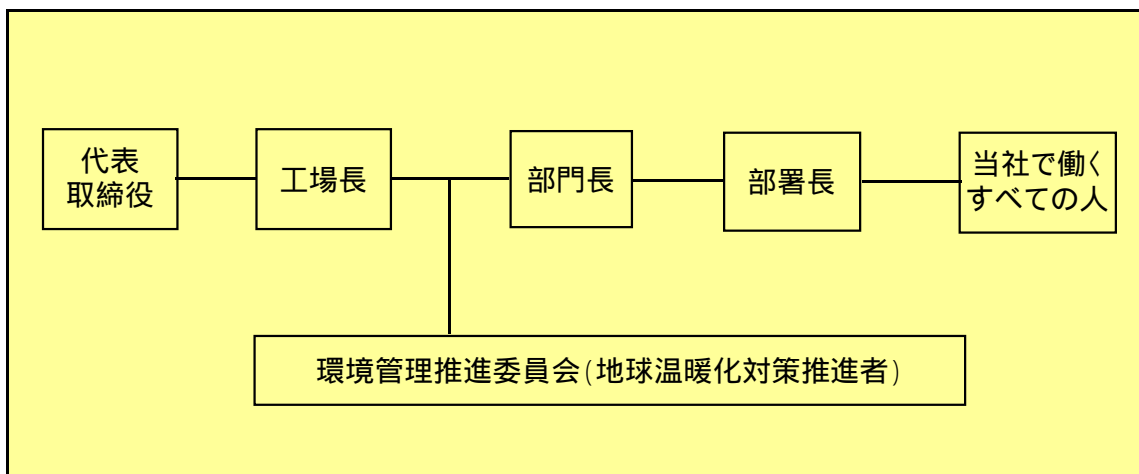 代表
取締役
工場長
部門長
部署長
当社で働く
すべての人
環境管理推進委員会(地球温暖化対策推進者)